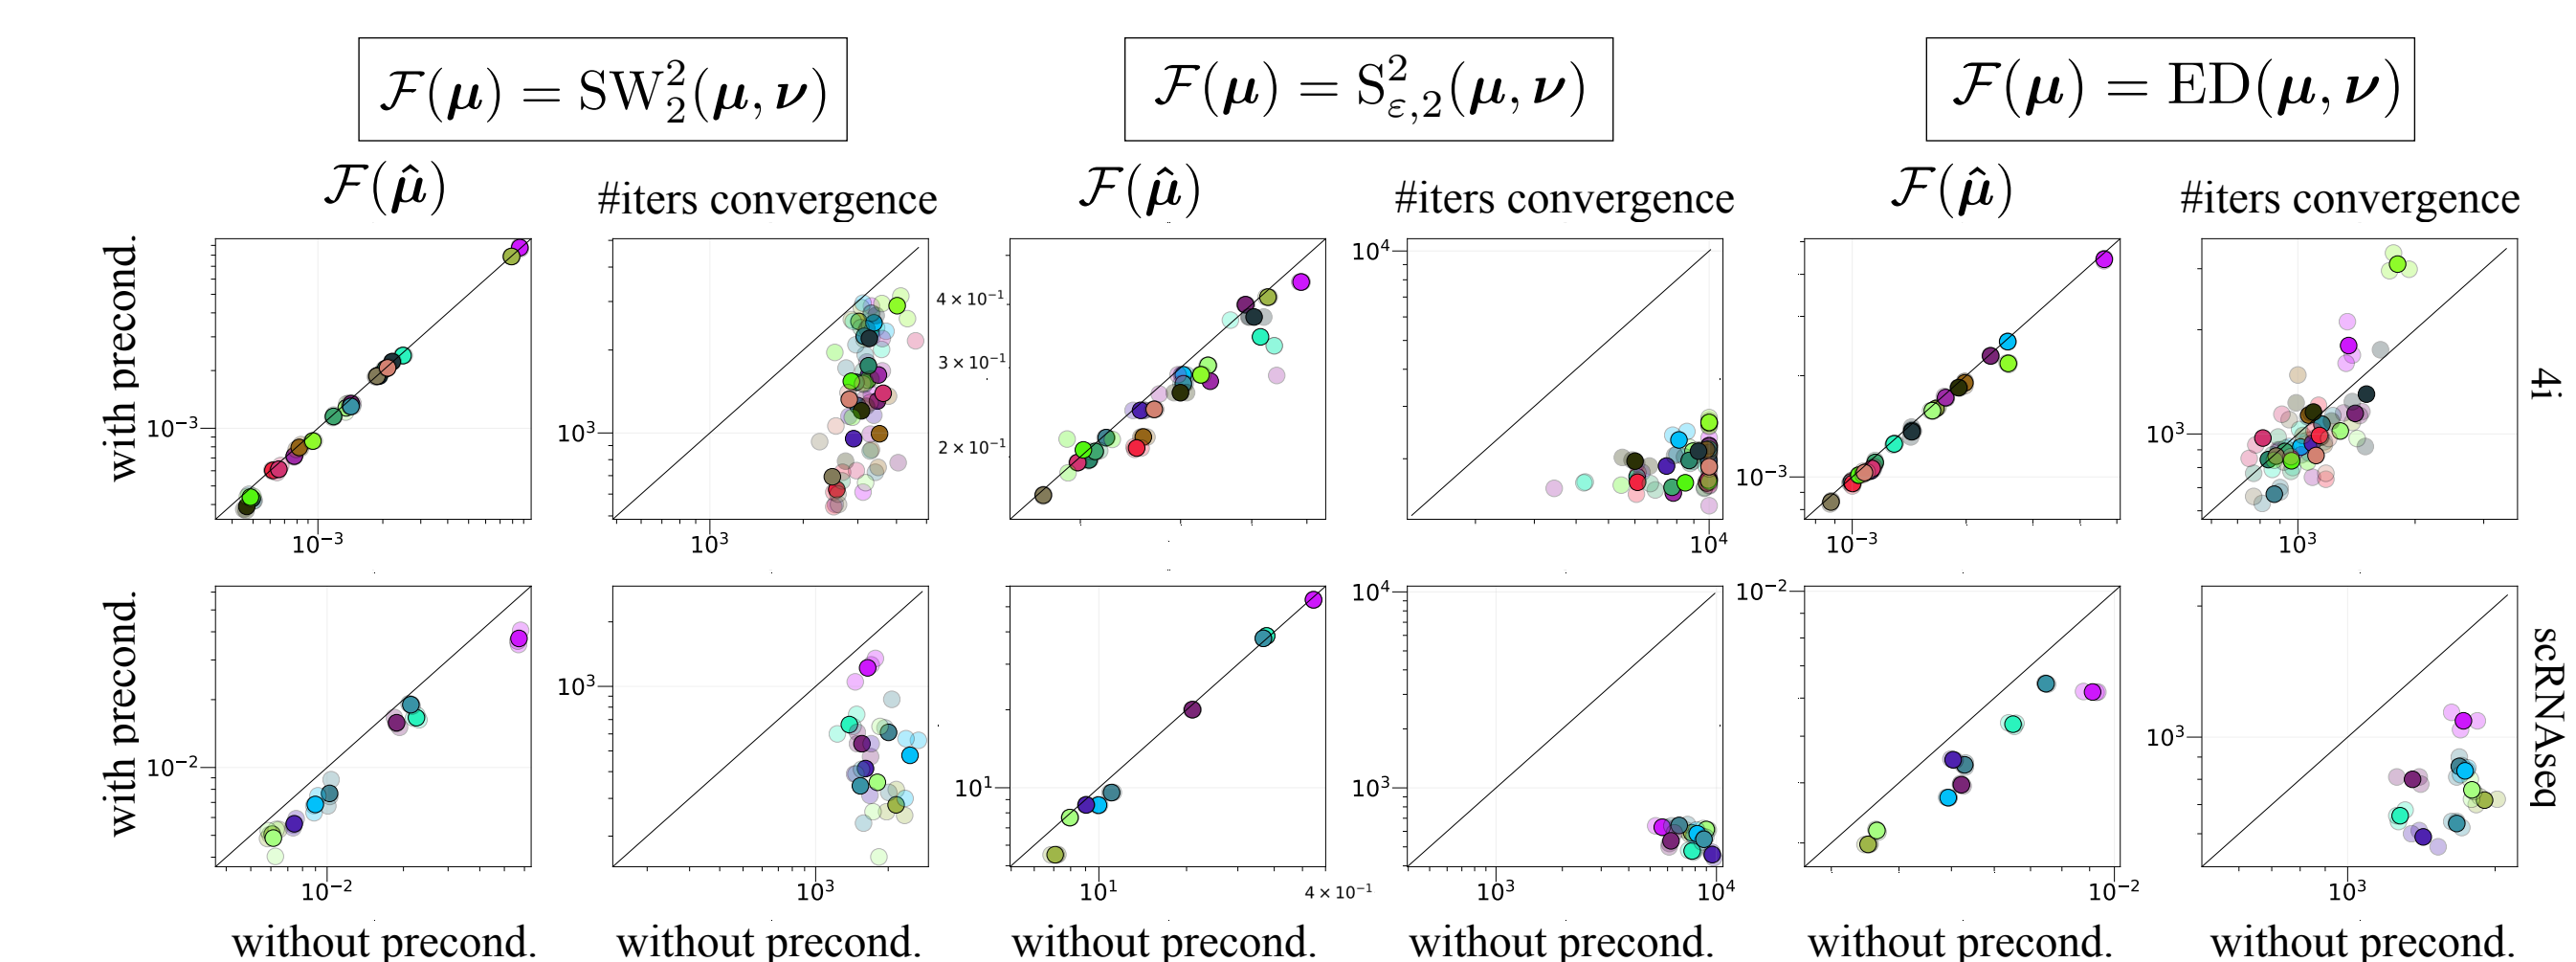 𝓕(𝝁) = SW₂²(𝝁, 𝝂)
𝓕(𝝁) = S²_{ε,2}(𝝁, 𝝂)
𝓕(𝝁) = ED(𝝁, 𝝂)
𝓕(𝝁̂)
#iters convergence
𝓕(𝝁̂)
#iters convergence
𝓕(𝝁̂)
#iters convergence
with precond.
10⁻³
10⁻³
10³
10³
4 × 10⁻¹
3 × 10⁻¹
2 × 10⁻¹
10⁴
10⁴
10⁻³
10⁻³
10³
10³
4i
with precond.
10⁻²
10⁻²
10³
10³
10¹
10¹
4 × 10⁻¹
10⁴
10³
10³
10⁴
10⁻²
10⁻²
10³
10³
scRNAseq
without precond.
without precond.
without precond.
without precond.
without precond.
without precond.